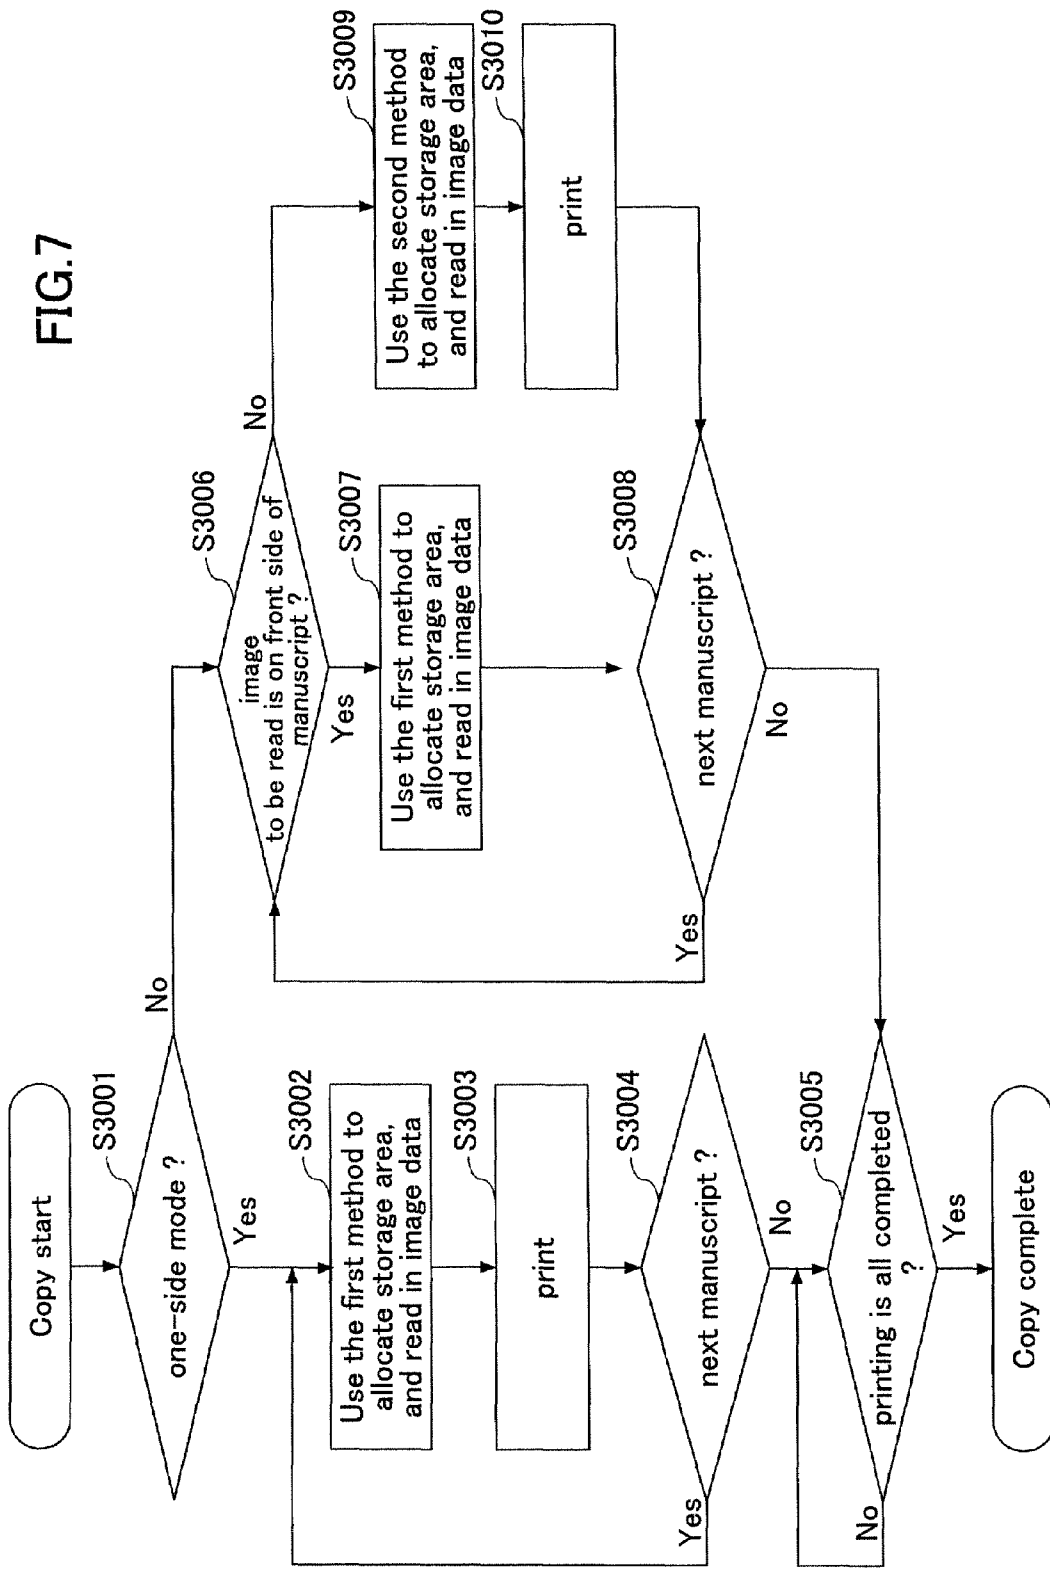 FIG.7
Copy start
S3001
one-side mode ?
No
Yes
S3002
Use the first method to
allocate storage area,
and read in image data
S3003
print
S3004
next manuscript ?
Yes
No
S3005
printing is all completed
?
No
Yes
Copy complete
S3006
image
to be read is on front side of
manuscript ?
No
Yes
S3007
Use the first method to
allocate storage area,
and read in image data
S3008
next manuscript ?
Yes
No
S3009
Use the second method
to allocate storage area,
and read in image data
S3010
print